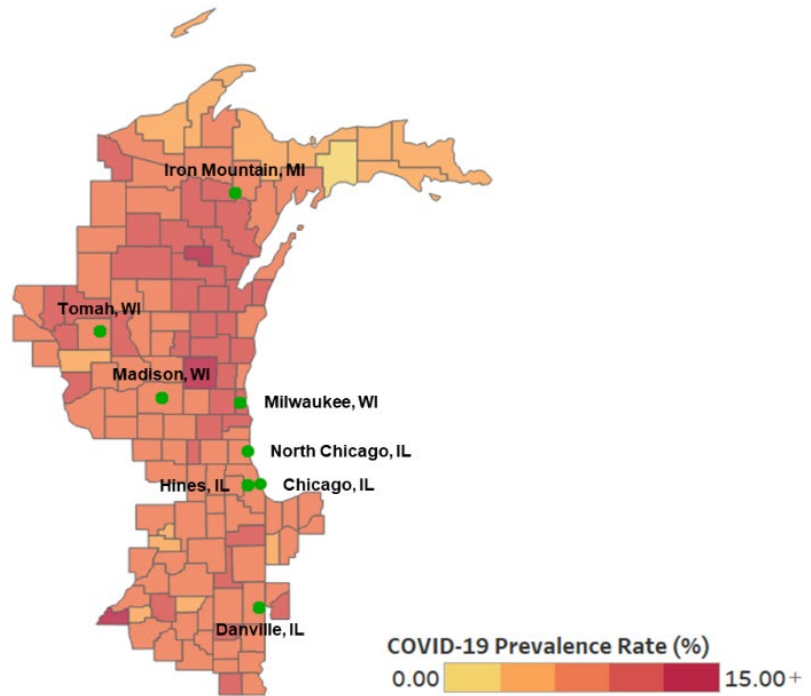 Iron Mountain, MI
Tomah, WI
Madison, WI
Milwaukee, WI
North Chicago, IL
Hines, IL
Chicago, IL
Danville, IL
COVID-19 Prevalence Rate (%)
0.00 15.00+